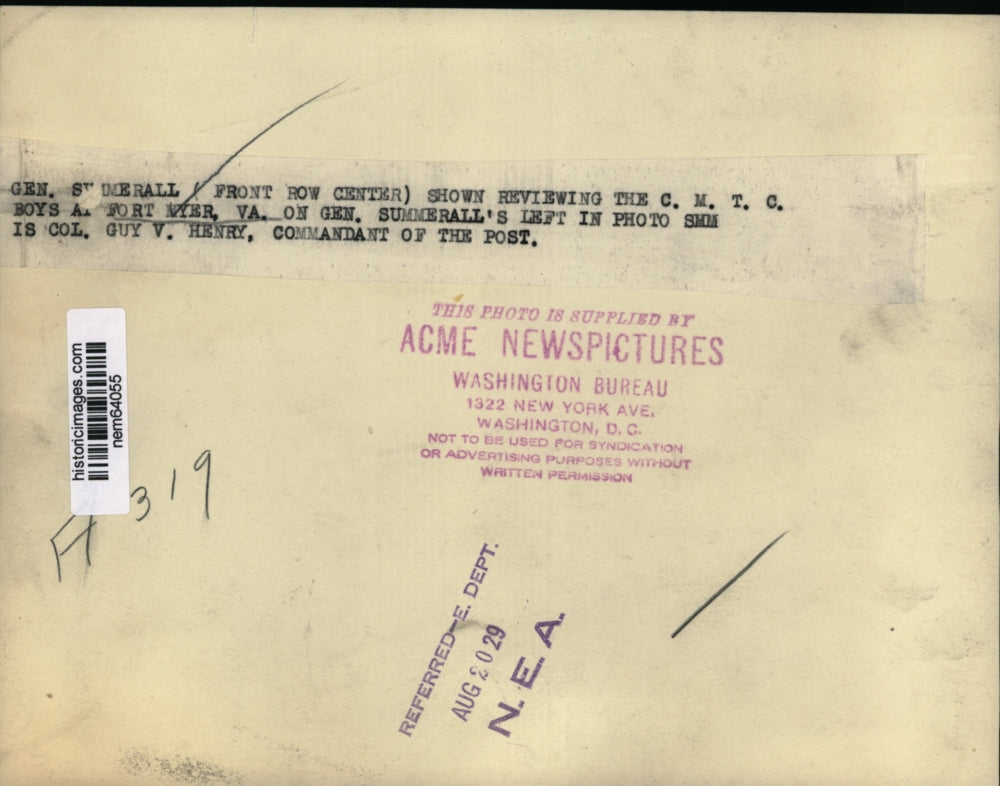 GEN. SUMMERALL ( FRONT ROW CENTER) SHOWN REVIEWING THE C. M. T. C.
BOYS AT FORT MYER, VA. ON GEN. SUMMERALL'S LEFT IN PHOTO SMM
IS COL. GUY V. HENRY, COMMANDANT OF THE POST.
THIS PHOTO IS SUPPLIED BY
ACME NEWSPICTURES
WASHINGTON BUREAU
1322 NEW YORK AVE.
WASHINGTON, D. C.
NOT TO BE USED FOR SYNDICATION
OR ADVERTISING PURPOSES WITHOUT
WRITTEN PERMISSION
historicimages.com
nem64055
A 319
REFERRED-E. DEPT.
AUG 20 29
N. E. A.